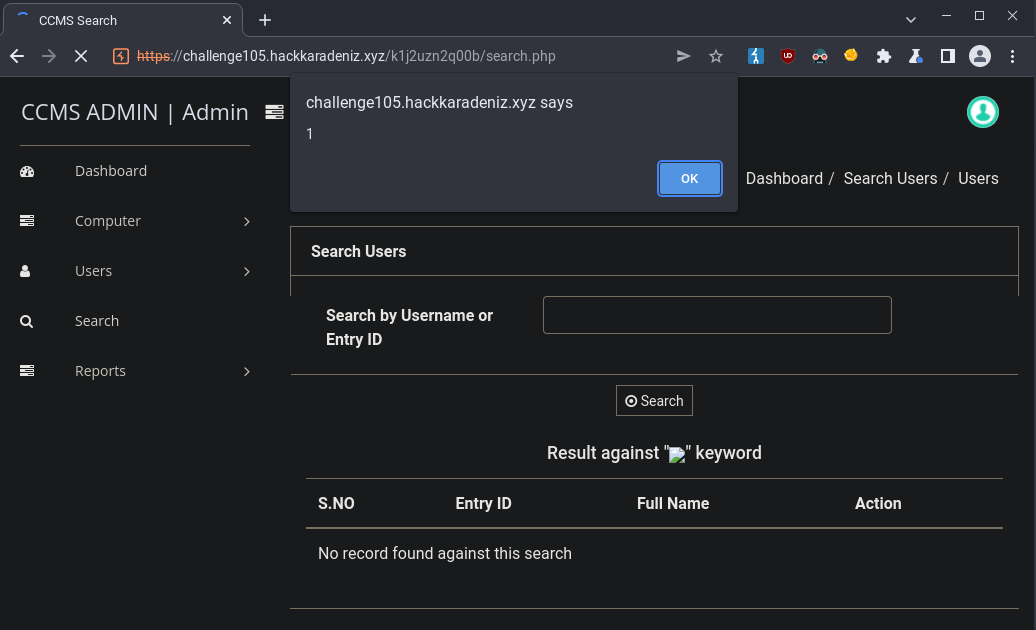 CCMS Search
https://challenge105.hackkaradeniz.xyz/k1j2uzn2q00b/search.php
challenge105.hackkaradeniz.xyz says
1
OK
CCMS ADMIN | Admin
Dashboard / Search Users / Users
Dashboard
Computer
Users
Search
Reports
Search Users
Search by Username or
Entry ID
Search
Result against "" keyword
S.NO Entry ID Full Name Action
No record found against this search